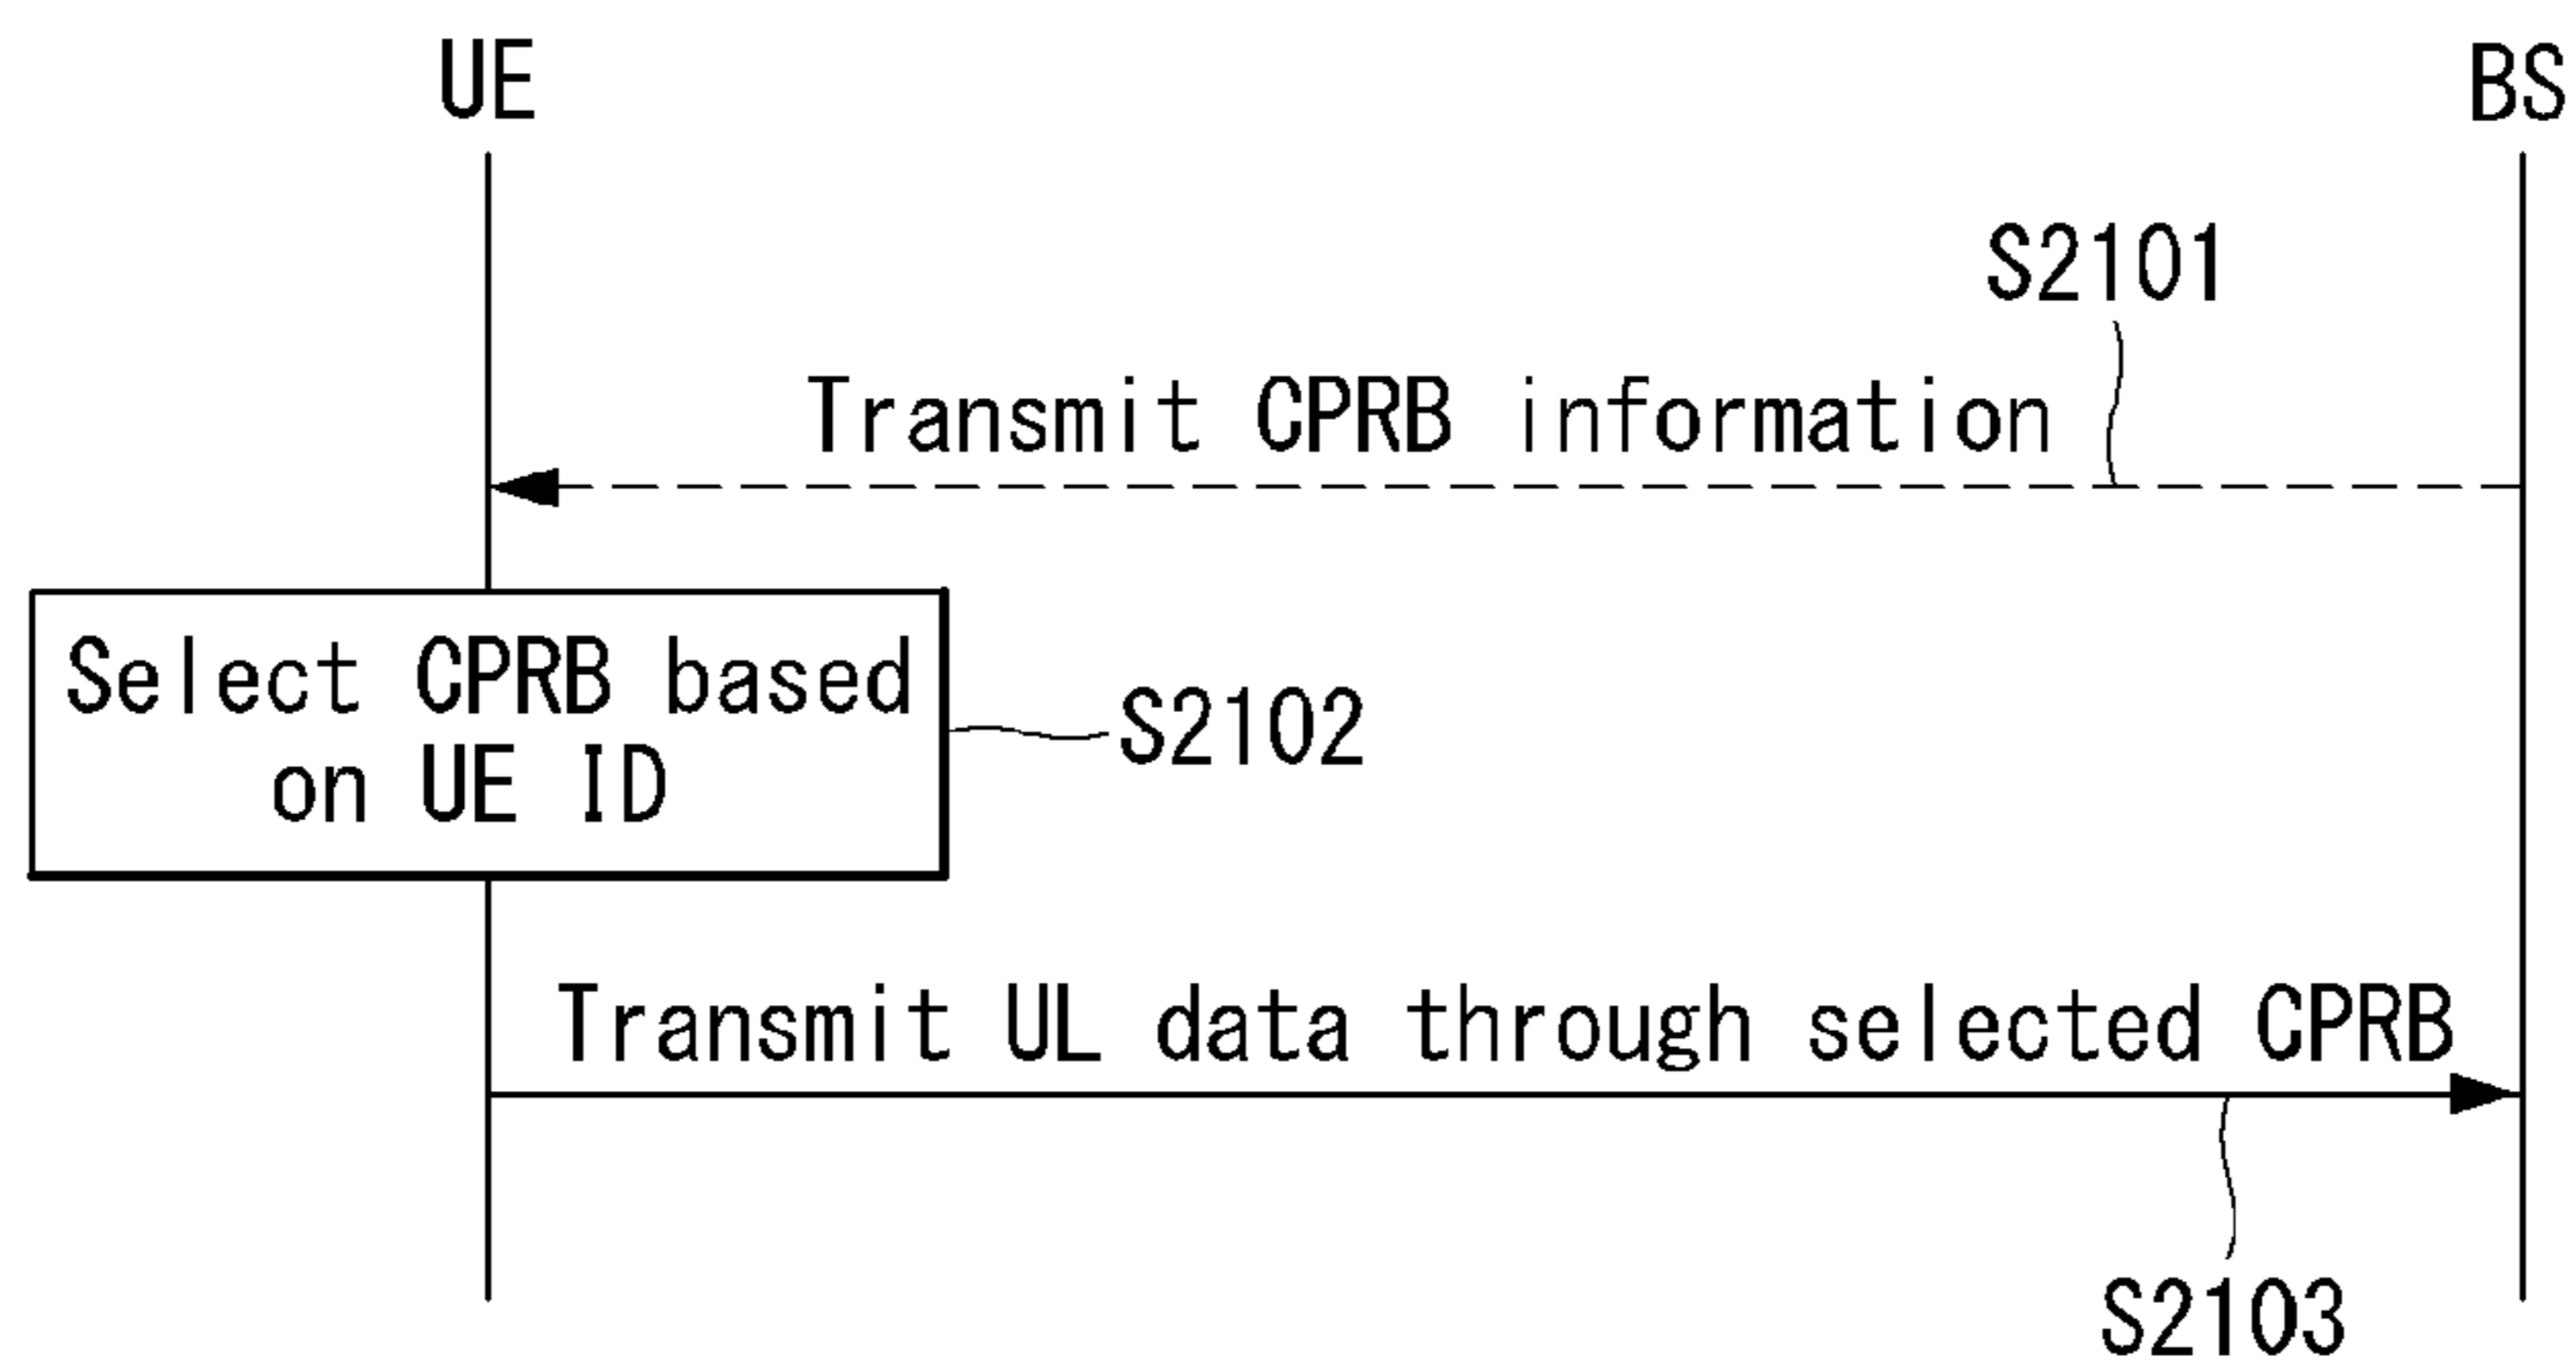 UE
BS
S2101
Transmit CPRB information
Select CPRB based
on UE ID
S2102
Transmit UL data through selected CPRB
S2103